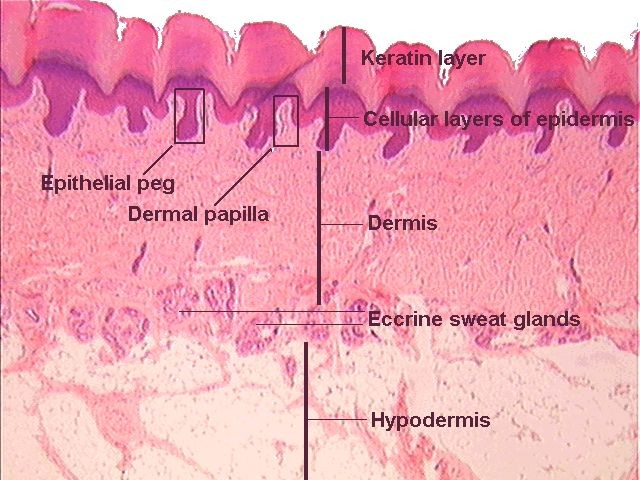 Keratin layer
Cellular layers of epidermis
Epithelial peg
Dermal papilla
Dermis
Eccrine sweat glands
Hypodermis